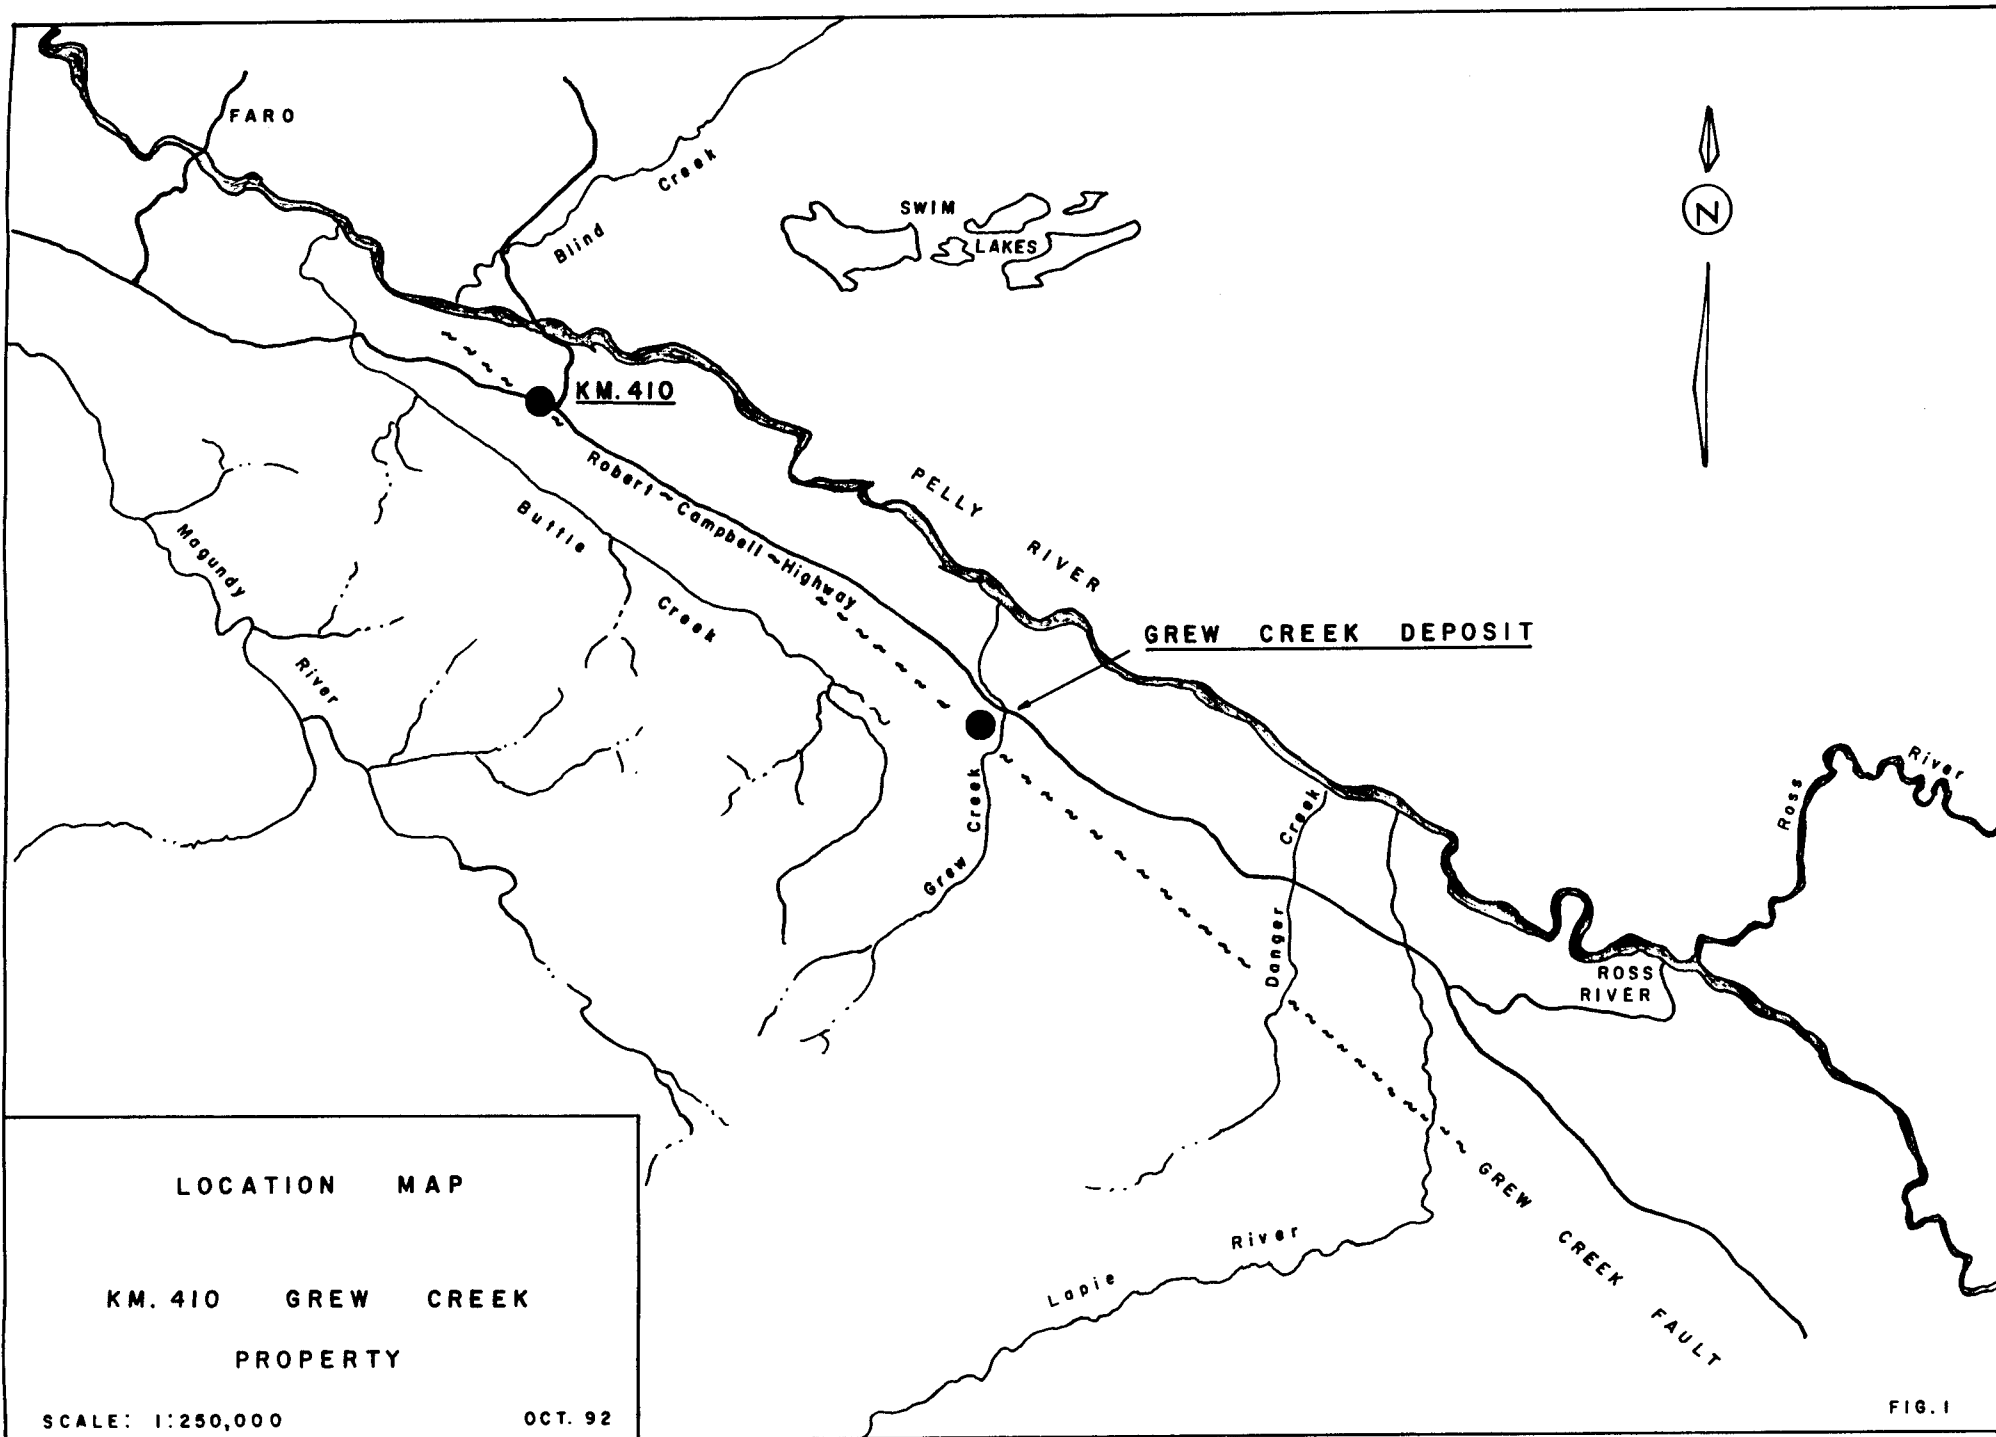 FARO
Blind Creek
SWIM
LAKES
N
KM. 410
Robert ~ Campbell ~ Highway
PELLY RIVER
Buttle Creek
Magundy River
GREW CREEK DEPOSIT
Grew Creek
Danger Creek
Ross River
ROSS
RIVER
Lapie River
GREW CREEK FAULT
LOCATION MAP
KM. 410 GREW CREEK
PROPERTY
SCALE: 1:250,000 OCT. 92
FIG. 1